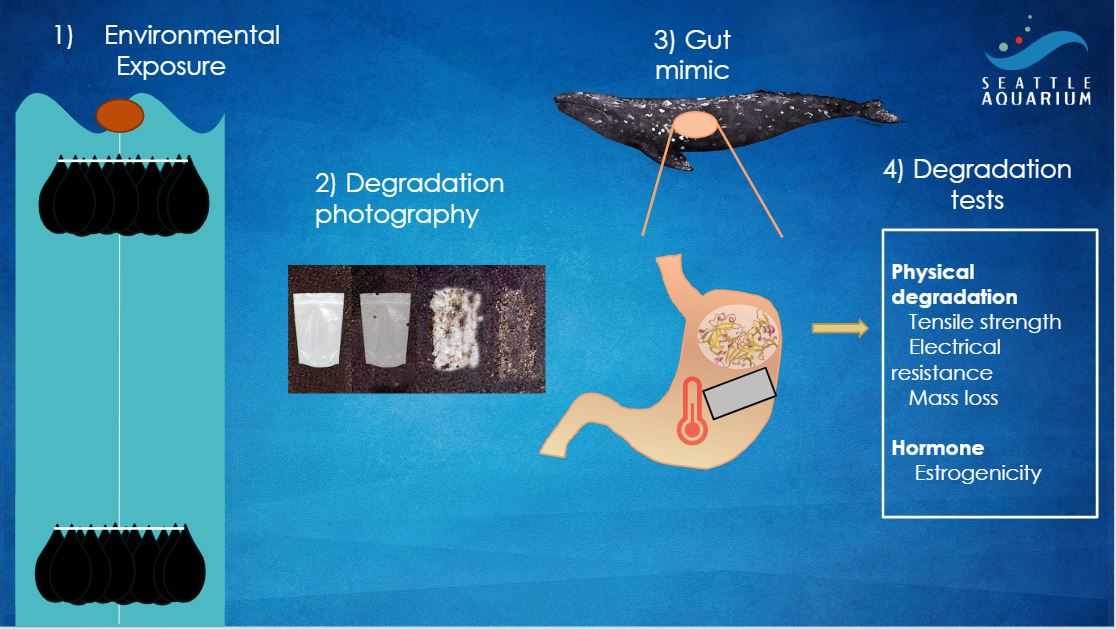 1) Environmental
Exposure
2) Degradation
photography
3) Gut
mimic
SEATTLE
AQUARIUM
4) Degradation
tests
Physical
degradation
Tensile strength
Electrical
resistance
Mass loss
Hormone
Estrogenicity